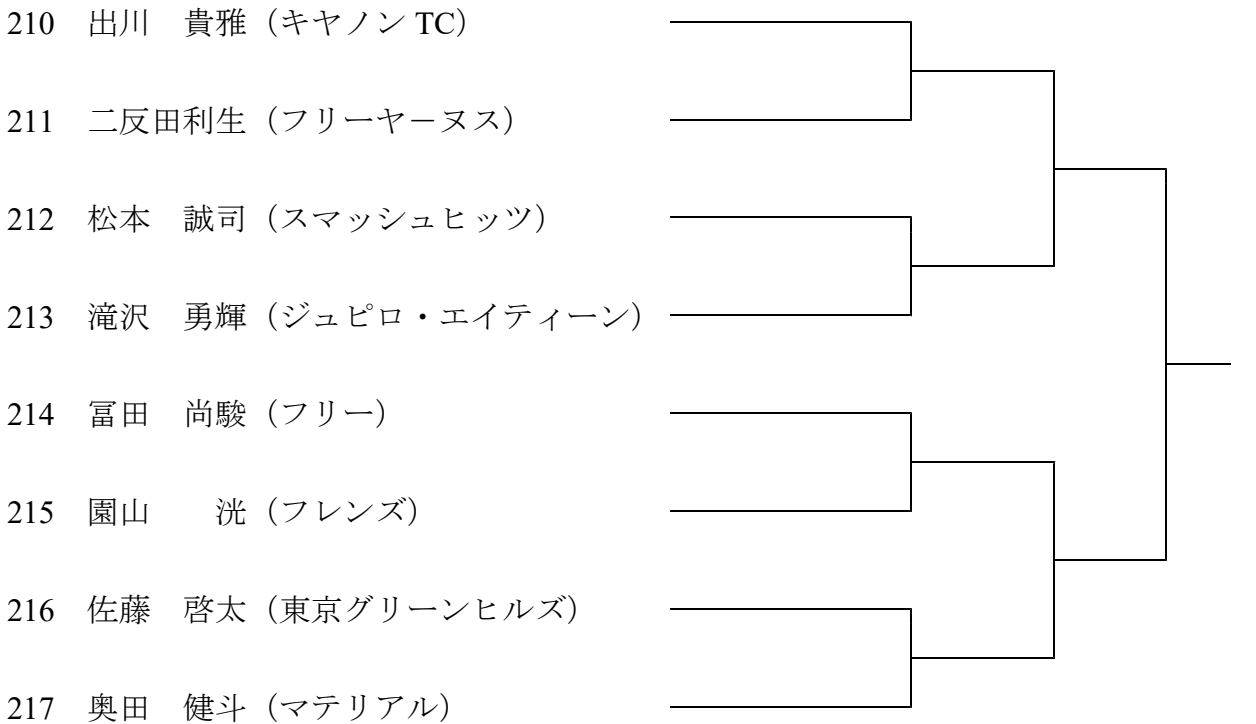 210 出川　貴雅（キヤノン TC）
211 二反田利生（フリーヤ－ヌス）
212 松本　誠司（スマッシュヒッツ）
213 滝沢　勇輝（ジュピロ・エイティーン）
214 冨田　尚駿（フリー）
215 園山　　洸（フレンズ）
216 佐藤　啓太（東京グリーンヒルズ）
217 奥田　健斗（マテリアル）